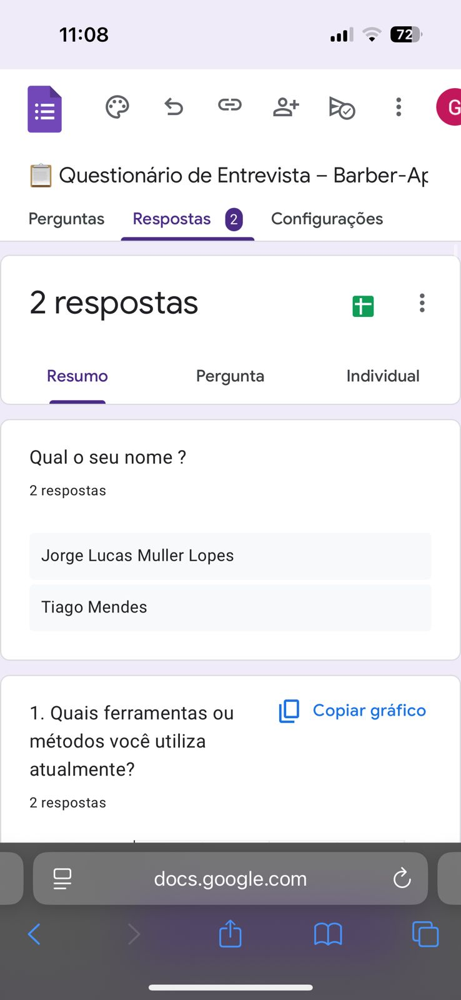 11:08
72
G
Questionário de Entrevista – Barber-Ap
Perguntas
Respostas 2
Configurações
2 respostas
Resumo
Pergunta
Individual
Qual o seu nome ?
2 respostas
Jorge Lucas Muller Lopes
Tiago Mendes
1. Quais ferramentas ou
métodos você utiliza
atualmente?
Copiar gráfico
2 respostas
docs.google.com